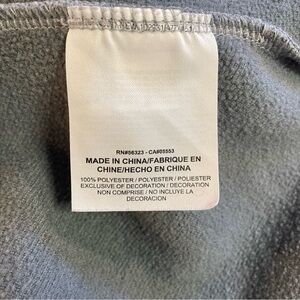 RN#56323 - CA#05553
MADE IN CHINA/FABRIQUE EN
CHINE/HECHO EN CHINA
100% POLYESTER / POLYESTER / POLIESTER
EXCLUSIVE OF DECORATION / DECORATION
NON COMPRISE / NO INCLUYE LA
DECORACION